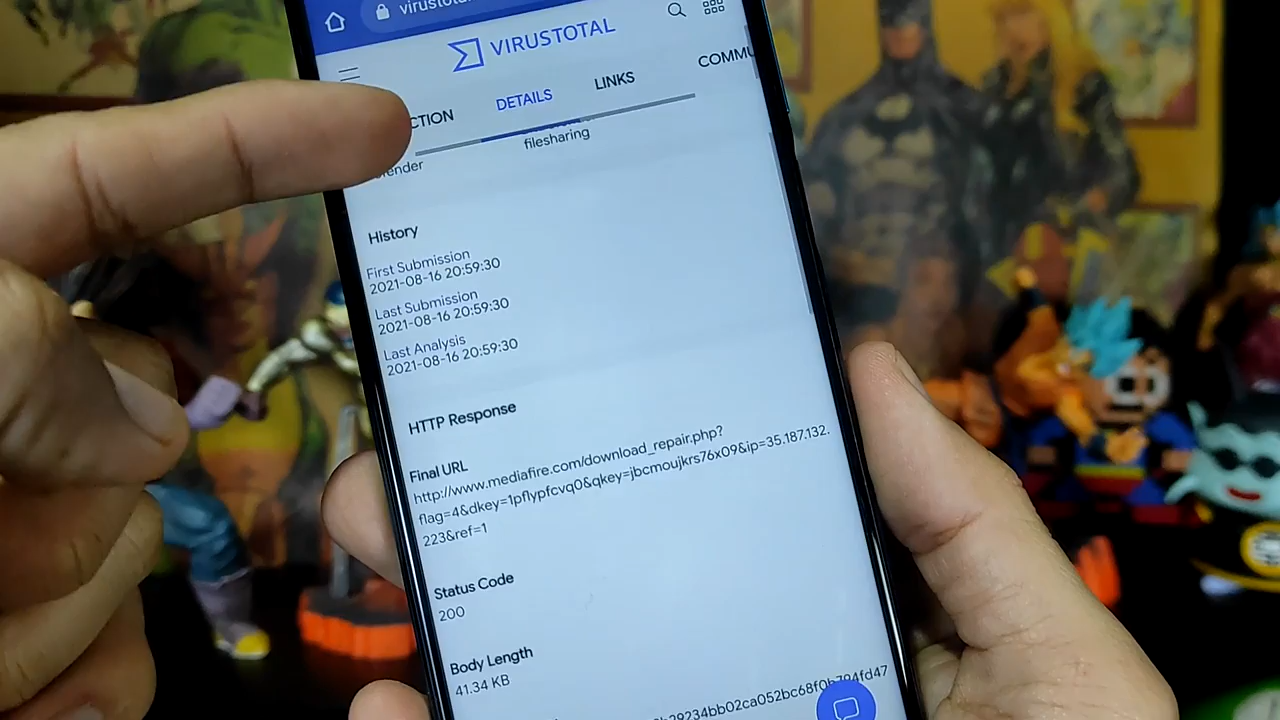 VIRUSTOTAL
DETAILS
LINKS
filesharing
History
First Submission
2021-08-16 20:59:30
Last Submission
2021-08-16 20:59:30
Last Analysis
2021-08-16 20:59:30
HTTP Response
Final URL
http://www.mediafire.com/download_repair.php?
flag=4&dkey=1pflypfcvq0&qkey=jbcmoujkrs76x09&ip=35.187.132.
223&ref=1
Status Code
200
Body Length
41.34 KB